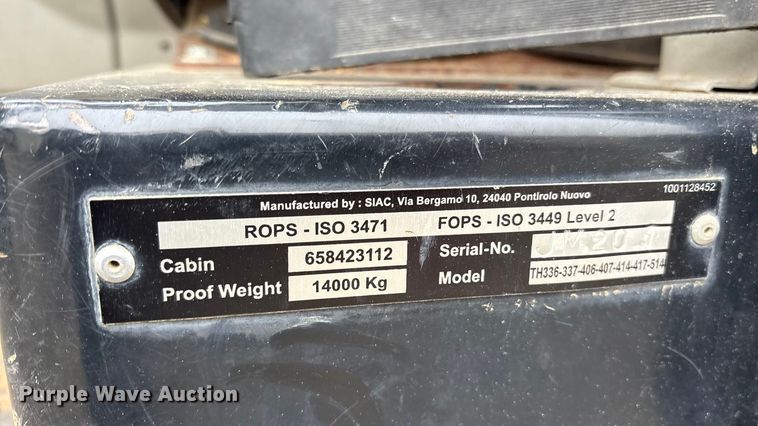 1001128452
Manufactured by : SIAC, Via Bergamo 10, 24040 Pontirolo Nuovo
ROPS - ISO 3471 FOPS - ISO 3449 Level 2
Cabin 658423112 Serial-No.
Proof Weight 14000 Kg Model TH336-337-406-407-414-417-514
Purple Wave Auction